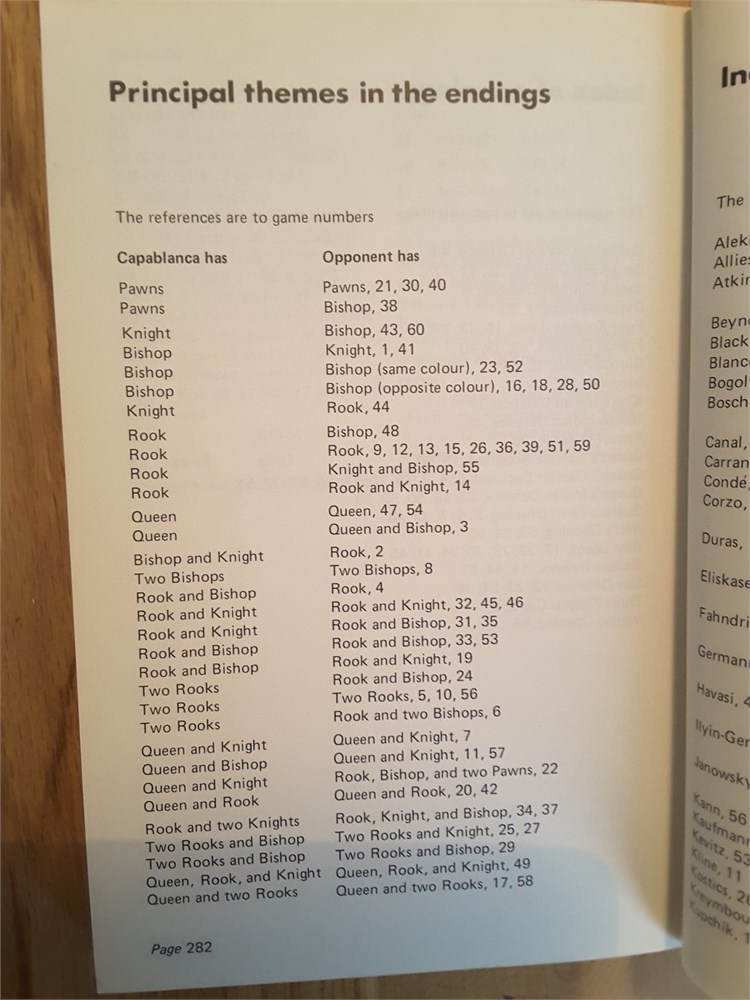 Principal themes in the endings
The references are to game numbers
Capablanca has Opponent has
Pawns Pawns, 21, 30, 40
Pawns Bishop, 38
Knight Bishop, 43, 60
Bishop Knight, 1, 41
Bishop Bishop (same colour), 23, 52
Bishop Bishop (opposite colour), 16, 18, 28, 50
Knight Rook, 44
Rook Bishop, 48
Rook Rook, 9, 12, 13, 15, 26, 36, 39, 51, 59
Rook Knight and Bishop, 55
Rook Rook and Knight, 14
Queen Queen, 47, 54
Queen Queen and Bishop, 3
Bishop and Knight Rook, 2
Two Bishops Two Bishops, 8
Rook and Bishop Rook, 4
Rook and Knight Rook and Knight, 32, 45, 46
Rook and Knight Rook and Bishop, 31, 35
Rook and Bishop Rook and Bishop, 33, 53
Rook and Bishop Rook and Knight, 19
Two Rooks Rook and Bishop, 24
Two Rooks Two Rooks, 5, 10, 56
Two Rooks Rook and two Bishops, 6
Queen and Knight Queen and Knight, 7
Queen and Bishop Queen and Knight, 11, 57
Queen and Knight Rook, Bishop, and two Pawns, 22
Queen and Rook Queen and Rook, 20, 42
Rook and two Knights Rook, Knight, and Bishop, 34, 37
Two Rooks and Bishop Two Rooks and Knight, 25, 27
Two Rooks and Bishop Two Rooks and Bishop, 29
Queen, Rook, and Knight Queen, Rook, and Knight, 49
Queen and two Rooks Queen and two Rooks, 17, 58
Page 282
In
The
Alek
Allie
Atki
Beyn
Black
Blanc
Bogol
Bosch
Canal,
Carran
Condé,
Corzo,
Duras,
Eliskase
Fahndri
German
Havasi, 4
Ilyin-Ger
Janowsky
Kann, 56
Kaufmann
Kevitz, 53
Kline, 11
Kostics, 2
Kreymbou
Kupchik, 1